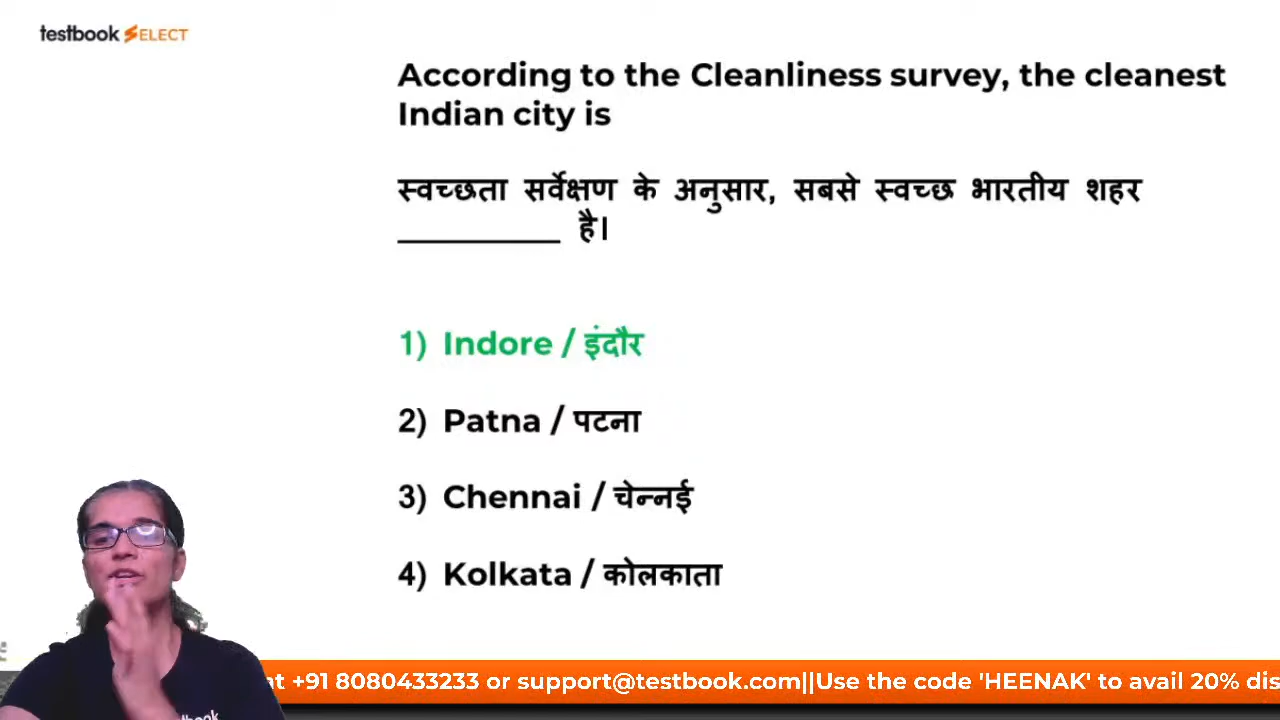 testbook SELECT
According to the Cleanliness survey, the cleanest
Indian city is
स्वच्छता सर्वेक्षण के अनुसार, सबसे स्वच्छ भारतीय शहर
__________ है।
1) Indore / इंदौर
2) Patna / पटना
3) Chennai / चेन्नई
4) Kolkata / कोलकाता
at +91 8080433233 or support@testbook.com||Use the code 'HEENAK' to avail 20% dis